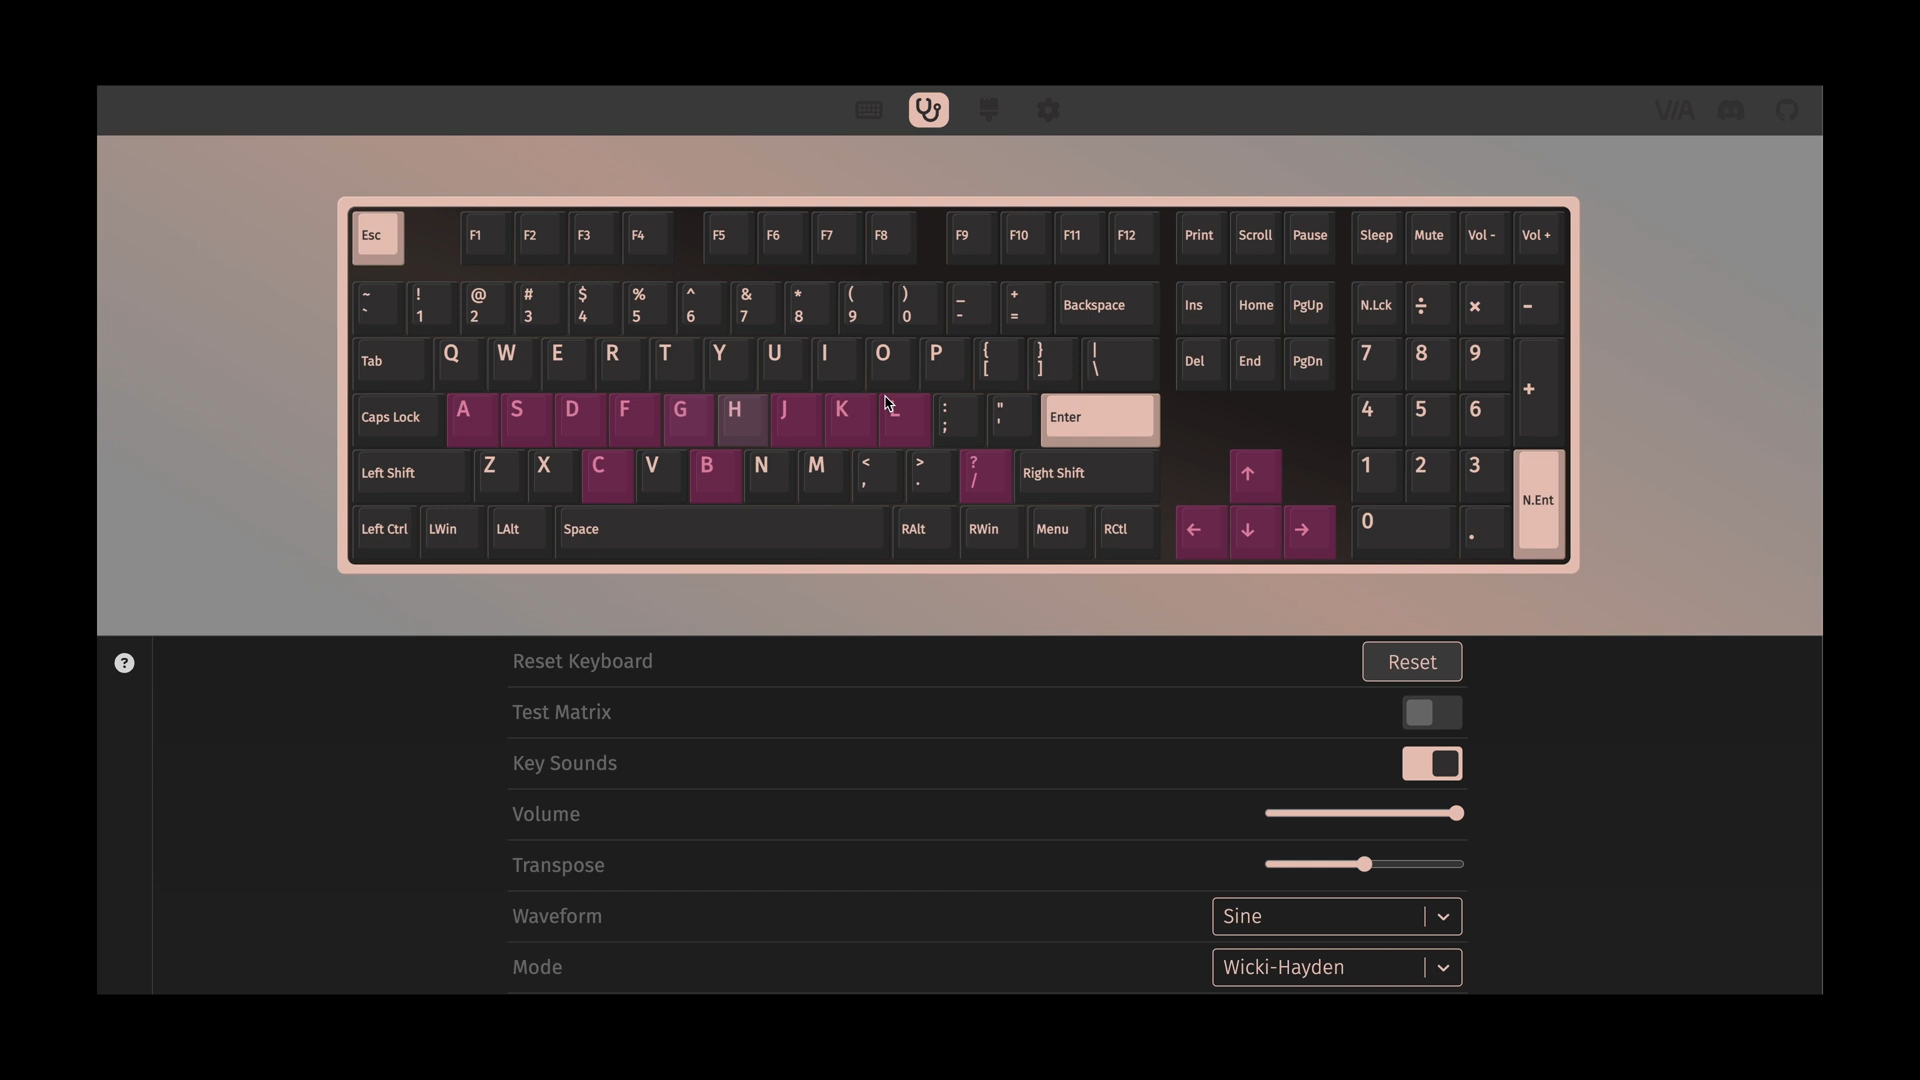 VIA
Esc F1 F2 F3 F4 F5 F6 F7 F8 F9 F10 F11 F12 Print Scroll Pause Sleep Mute Vol - Vol +
~ ! @ # $ % ^ & * ( ) _ +
` 1 2 3 4 5 6 7 8 9 0 - = Backspace Ins Home PgUp N.Lck ÷ × -
Tab Q W E R T Y U I O P { } |
[ ] \ Del End PgDn 7 8 9 +
Caps Lock A S D F G H J K L : "
; ' Enter 4 5 6
Left Shift Z X C V B N M < > ?
, . / Right Shift ↑ 1 2 3 N.Ent
Left Ctrl LWin LAlt Space RAlt RWin Menu RCtl ← ↓ → 0 .
?
Reset Keyboard Reset
Test Matrix
Key Sounds
Volume
Transpose
Waveform Sine
Mode Wicki-Hayden